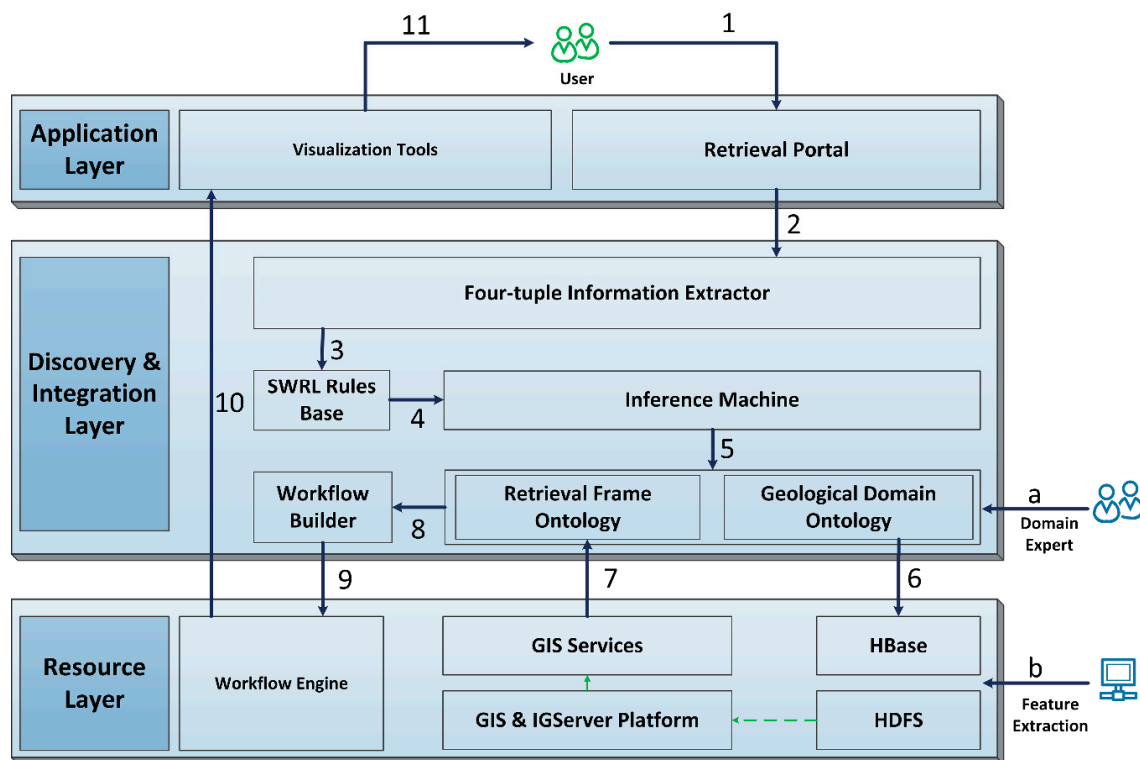 11
1
User
Application
Layer
Visualization Tools
Retrieval Portal
2
Four-tuple Information Extractor
3
Discovery &
Integration
Layer
10
SWRL Rules
Base
4
Inference Machine
5
Workflow
Builder
8
Retrieval Frame
Ontology
Geological Domain
Ontology
a
Domain
Expert
9
7
6
Resource
Layer
Workflow Engine
GIS Services
HBase
b
Feature
Extraction
GIS & IGServer Platform
HDFS